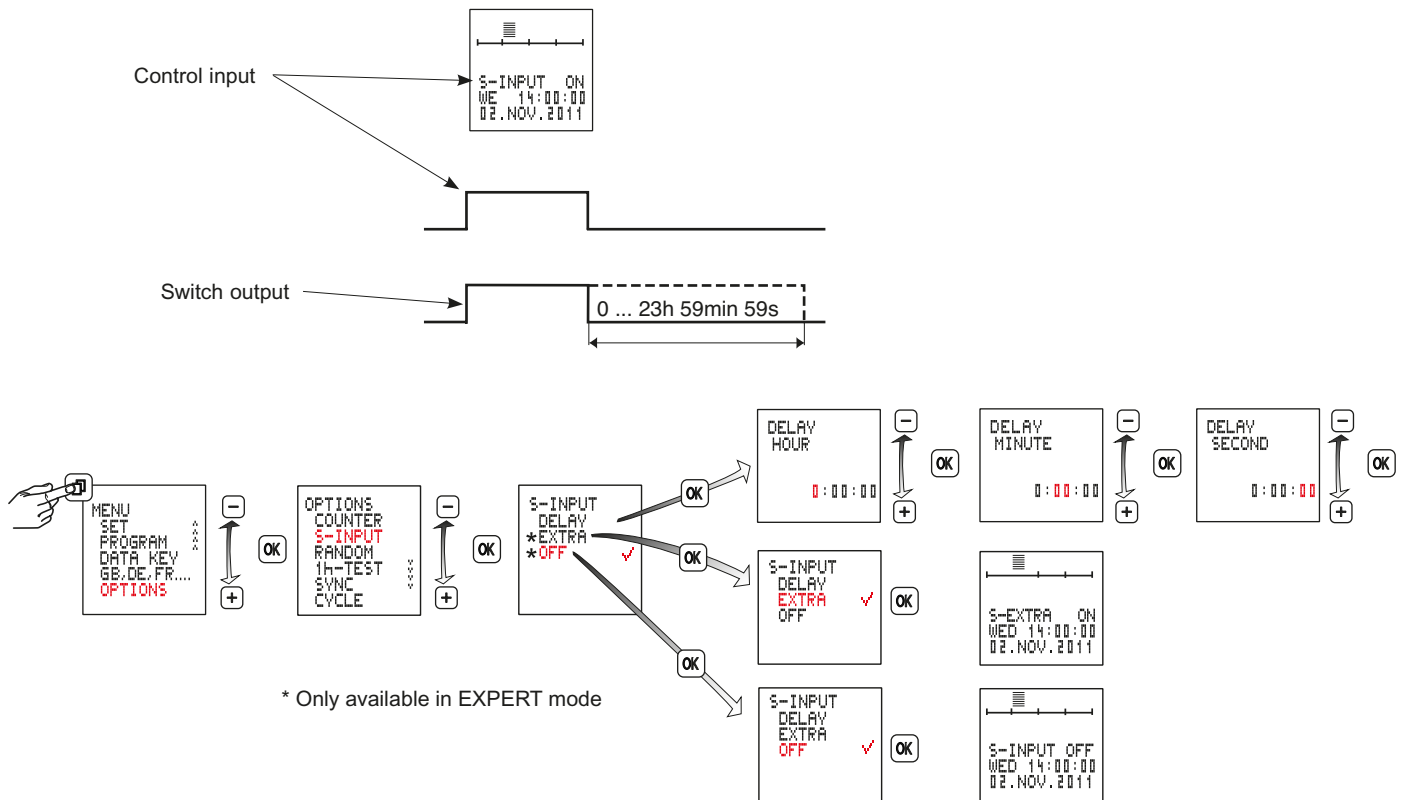 Control input
S-INPUT ON
WE 14:00:00
02.NOV.2011
Switch output
0 ... 23h 59min 59s
MENU
SET
PROGRAM
DATA KEY
GB,DE,FR....
OPTIONS
−
OK
+
OPTIONS
COUNTER
S-INPUT
RANDOM
1h-TEST
SYNC
CYCLE
−
OK
+
S-INPUT
DELAY
*EXTRA
*OFF ✓
OK
OK
OK
DELAY
HOUR
0:00:00
−
OK
+
DELAY
MINUTE
0:00:00
−
OK
+
DELAY
SECOND
0:00:00
−
OK
+
S-INPUT
DELAY
EXTRA ✓
OFF
OK
S-EXTRA ON
WED 14:00:00
02.NOV.2011
* Only available in EXPERT mode
S-INPUT
DELAY
EXTRA
OFF ✓
OK
S-INPUT OFF
WED 14:00:00
02.NOV.2011